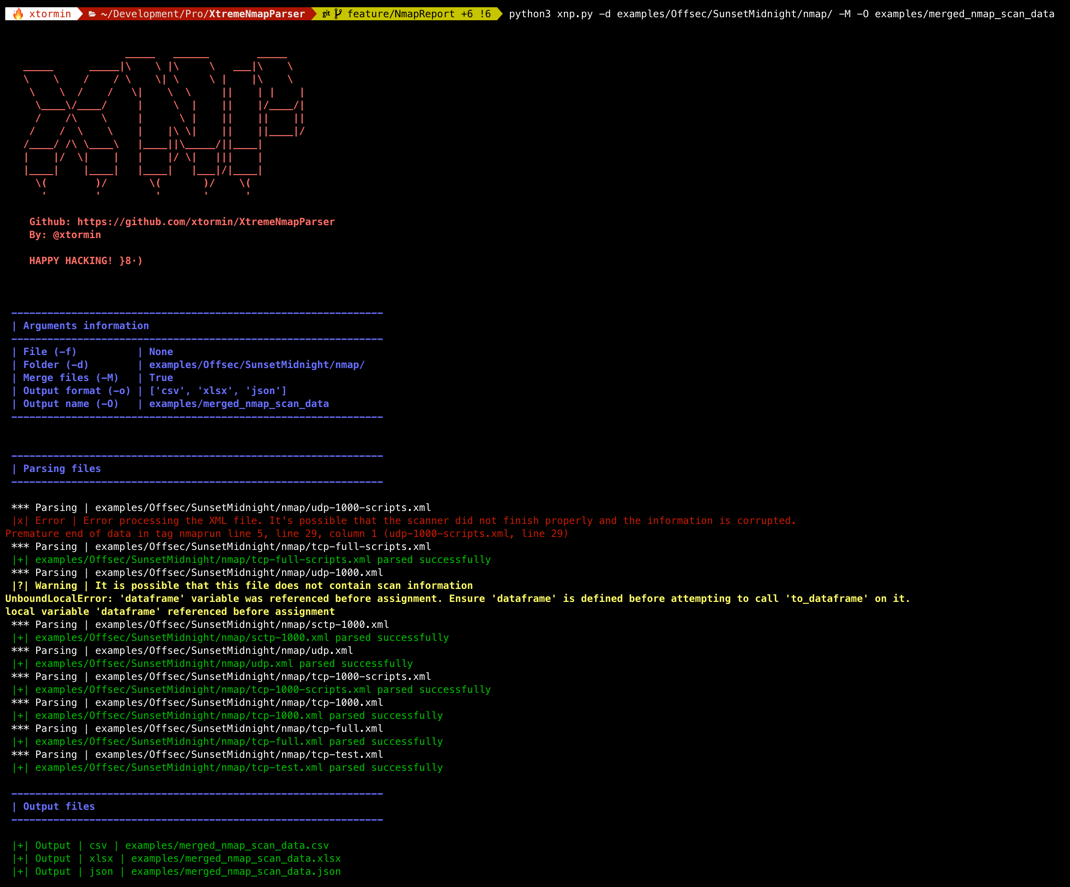 xtormin ~/Development/Pro/XtremeNmapParser git feature/NmapReport +6 !6 python3 xnp.py -d examples/Offsec/SunsetMidnight/nmap/ -M -O examples/merged_nmap_scan_data
XNP
Github: https://github.com/xtormin/XtremeNmapParser
By: @xtormin
HAPPY HACKING! }8·)
------------------------------------------------------------
| Arguments information
------------------------------------------------------------
| File (-f) | None
| Folder (-d) | examples/Offsec/SunsetMidnight/nmap/
| Merge files (-M) | True
| Output format (-o) | ['csv', 'xlsx', 'json']
| Output name (-O) | examples/merged_nmap_scan_data
------------------------------------------------------------
------------------------------------------------------------
| Parsing files
------------------------------------------------------------
*** Parsing | examples/Offsec/SunsetMidnight/nmap/udp-1000-scripts.xml
|x| Error | Error processing the XML file. It's possible that the scanner did not finish properly and the information is corrupted.
Premature end of data in tag nmaprun line 5, line 29, column 1 (udp-1000-scripts.xml, line 29)
*** Parsing | examples/Offsec/SunsetMidnight/nmap/tcp-full-scripts.xml
|+| examples/Offsec/SunsetMidnight/nmap/tcp-full-scripts.xml parsed successfully
*** Parsing | examples/Offsec/SunsetMidnight/nmap/udp-1000.xml
|?| Warning | It is possible that this file does not contain scan information
UnboundLocalError: 'dataframe' variable was referenced before assignment. Ensure 'dataframe' is defined before attempting to call 'to_dataframe' on it.
local variable 'dataframe' referenced before assignment
*** Parsing | examples/Offsec/SunsetMidnight/nmap/sctp-1000.xml
|+| examples/Offsec/SunsetMidnight/nmap/sctp-1000.xml parsed successfully
*** Parsing | examples/Offsec/SunsetMidnight/nmap/udp.xml
|+| examples/Offsec/SunsetMidnight/nmap/udp.xml parsed successfully
*** Parsing | examples/Offsec/SunsetMidnight/nmap/tcp-1000-scripts.xml
|+| examples/Offsec/SunsetMidnight/nmap/tcp-1000-scripts.xml parsed successfully
*** Parsing | examples/Offsec/SunsetMidnight/nmap/tcp-1000.xml
|+| examples/Offsec/SunsetMidnight/nmap/tcp-1000.xml parsed successfully
*** Parsing | examples/Offsec/SunsetMidnight/nmap/tcp-full.xml
|+| examples/Offsec/SunsetMidnight/nmap/tcp-full.xml parsed successfully
*** Parsing | examples/Offsec/SunsetMidnight/nmap/tcp-test.xml
|+| examples/Offsec/SunsetMidnight/nmap/tcp-test.xml parsed successfully
------------------------------------------------------------
| Output files
------------------------------------------------------------
|+| Output | csv | examples/merged_nmap_scan_data.csv
|+| Output | xlsx | examples/merged_nmap_scan_data.xlsx
|+| Output | json | examples/merged_nmap_scan_data.json